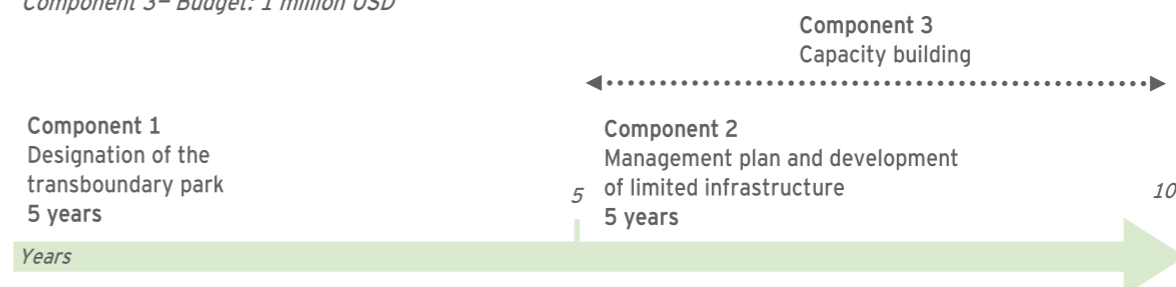 Component 3– Budget: 1 million USD
Component 3
Capacity building
Component 1
Designation of the
transboundary park
5 years
5
Component 2
Management plan and development
of limited infrastructure
5 years
10
Years